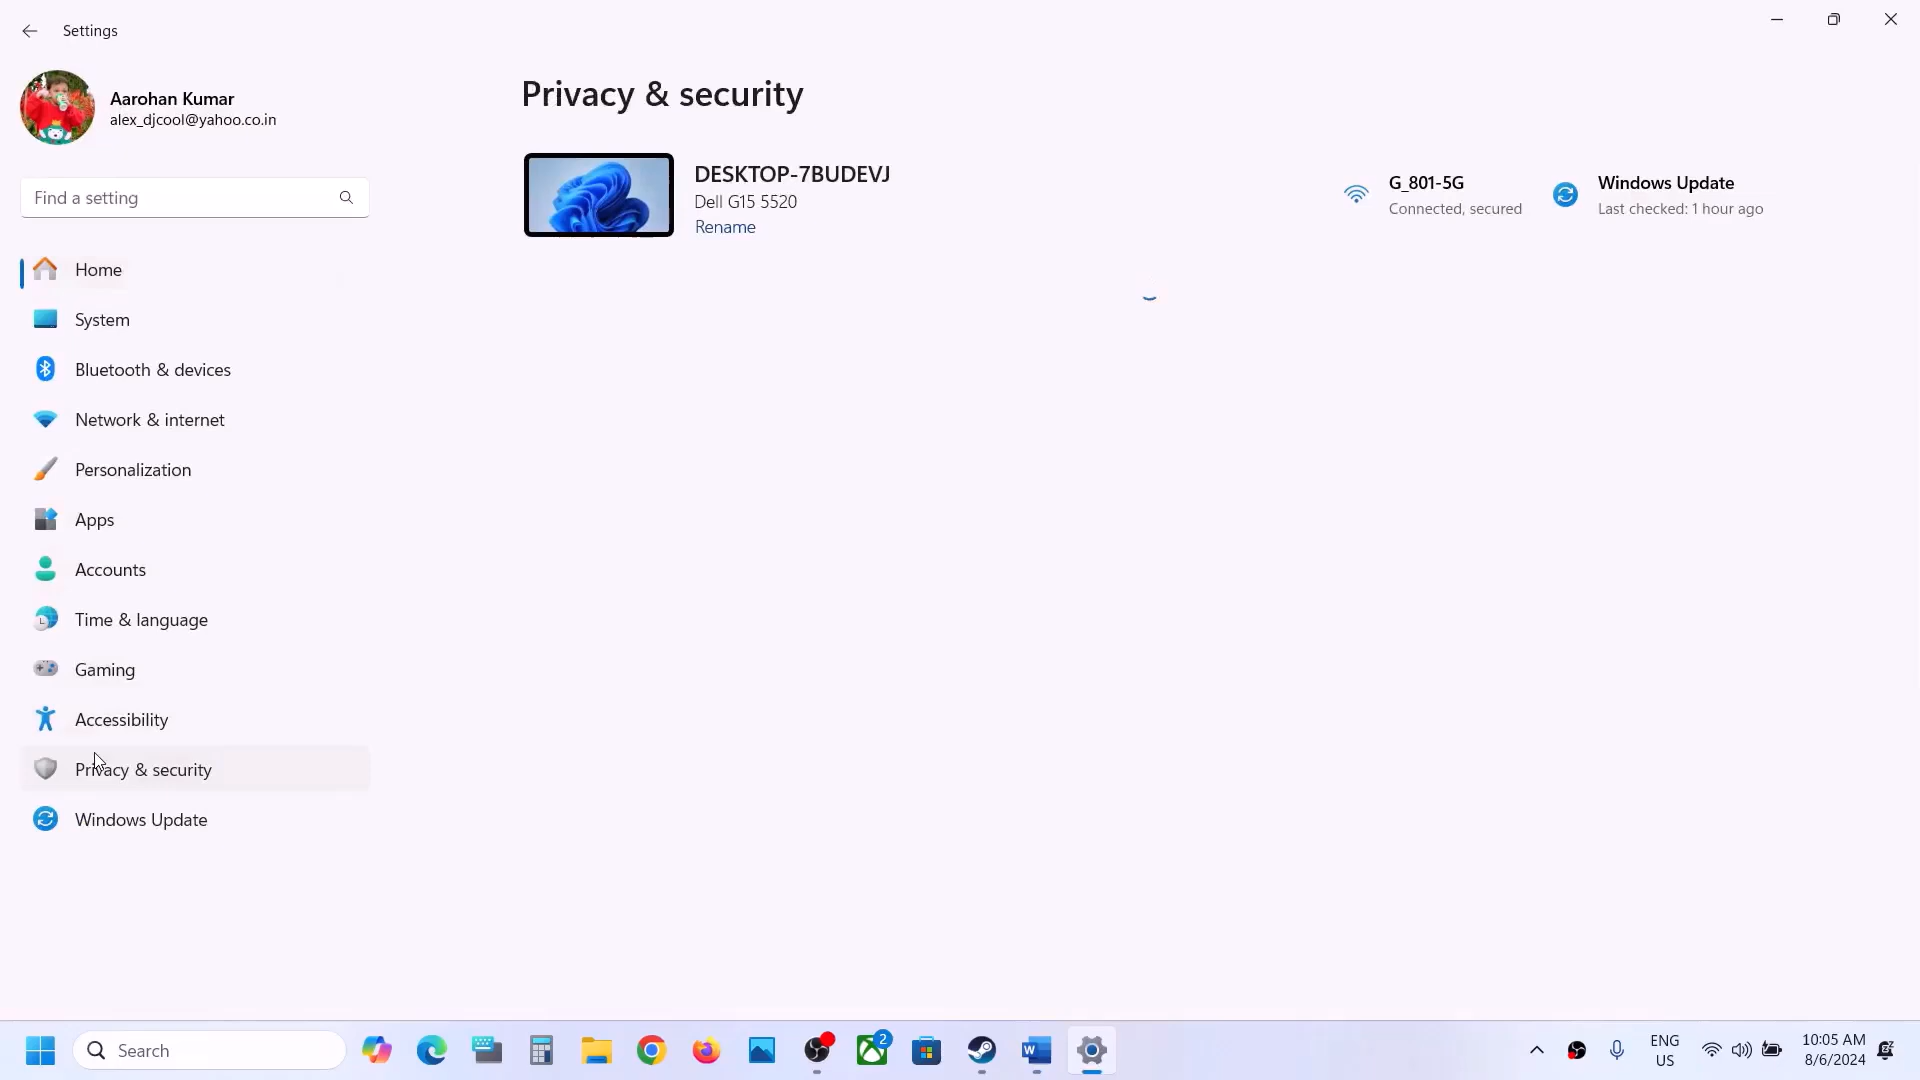 Settings
Aarohan Kumar
alex_djcool@yahoo.co.in
Find a setting
Home
System
Bluetooth & devices
Network & internet
Personalization
Apps
Accounts
Time & language
Gaming
Accessibility
Privacy & security
Windows Update
Privacy & security
DESKTOP-7BUDEVJ
Dell G15 5520
Rename
G_801-5G
Connected, secured
Windows Update
Last checked: 1 hour ago
Search
2
ENG
US
10:05 AM
8/6/2024